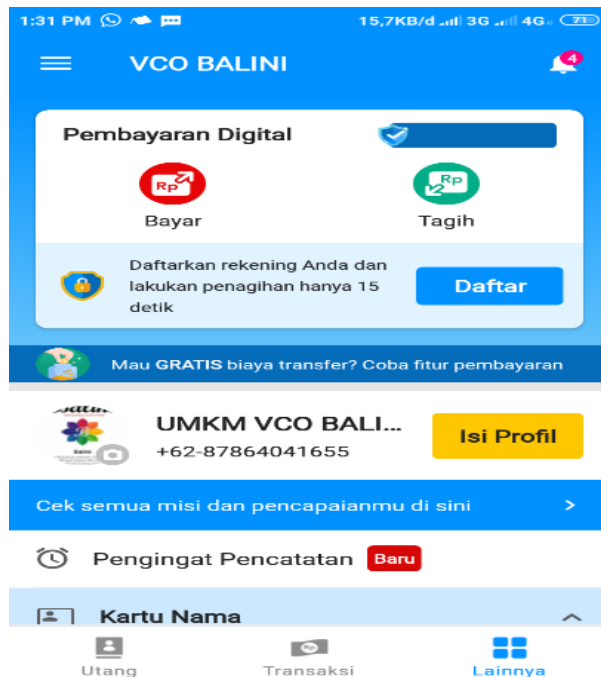 1:31 PM 15,7KB/d 3G 4G 71
VCO BALINI 4
Pembayaran Digital
Rp Rp
Bayar Tagih
Daftarkan rekening Anda dan
lakukan penagihan hanya 15
detik
Daftar
Mau GRATIS biaya transfer? Coba fitur pembayaran
UMKM VCO BALI...
+62-87864041655
Isi Profil
Cek semua misi dan pencapaianmu di sini >
Pengingat Pencatatan Baru
Kartu Nama
Rp
Utang Transaksi Lainnya